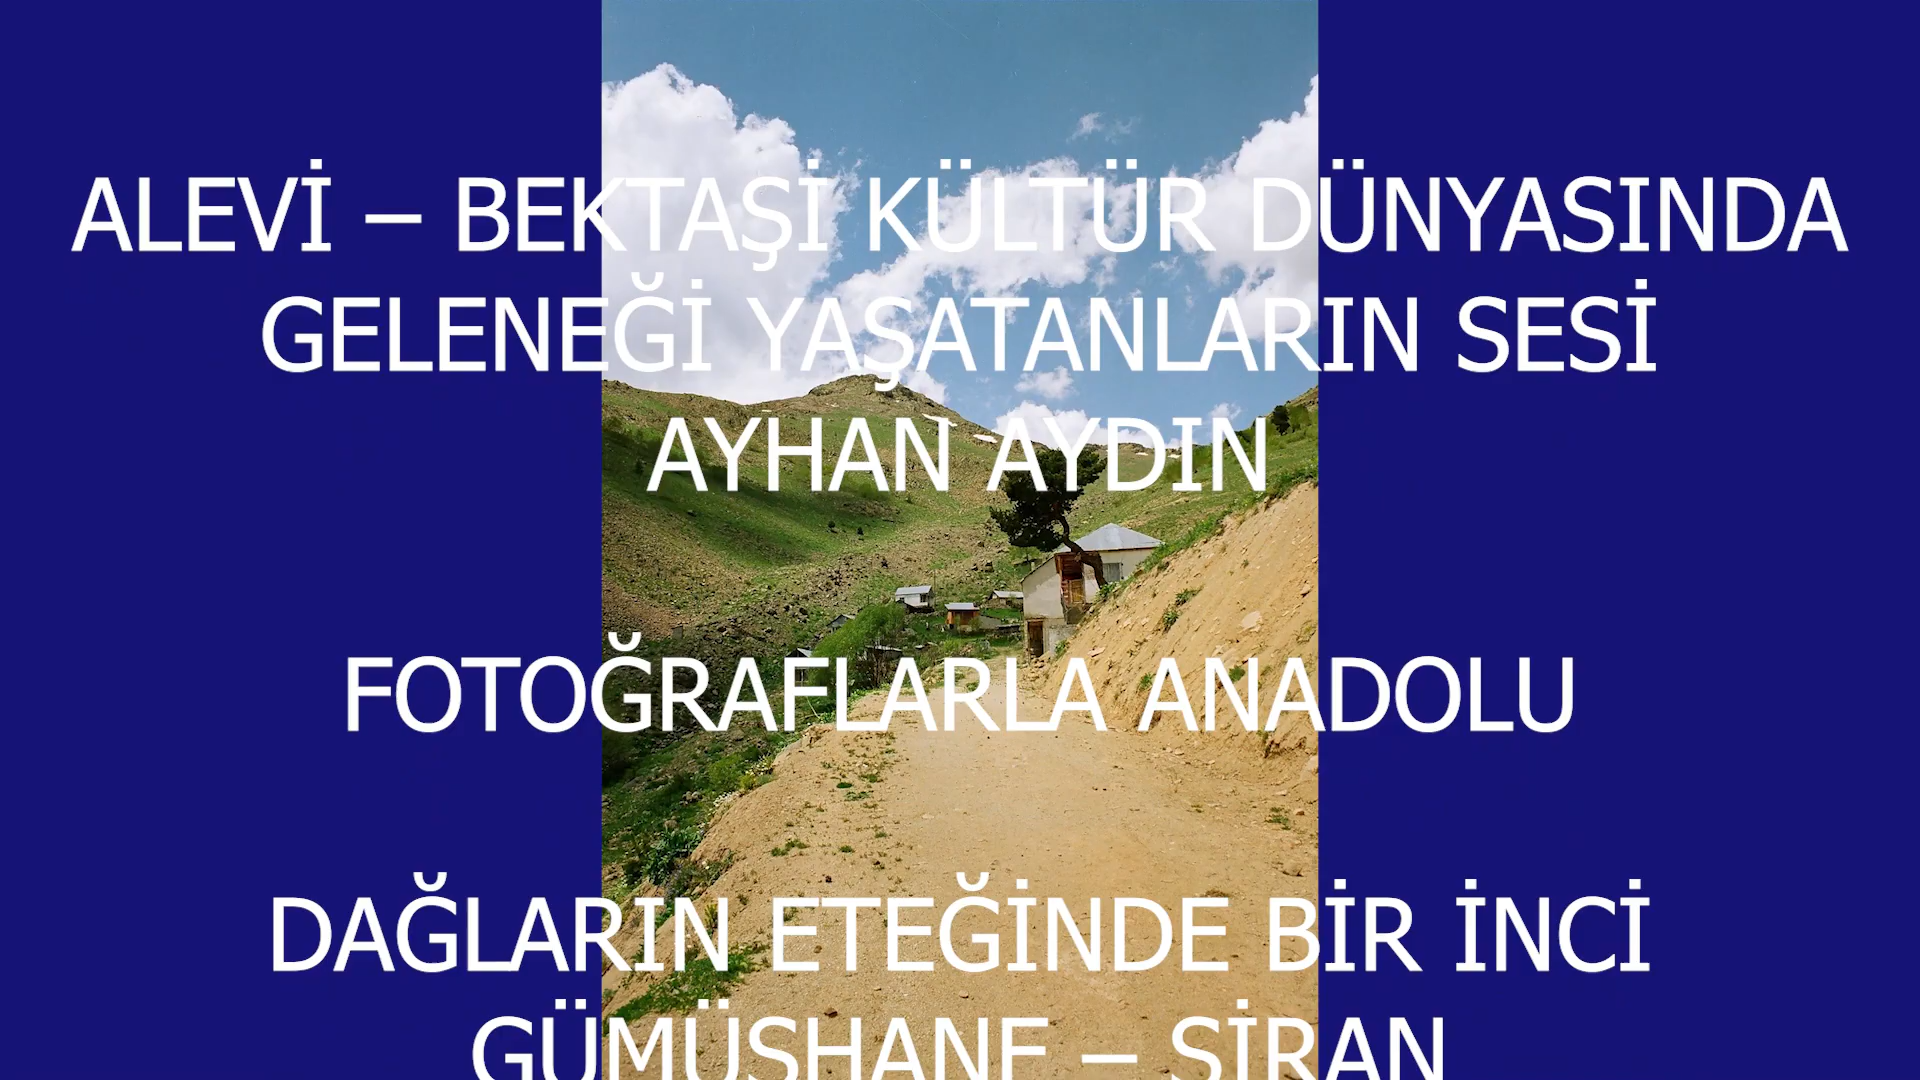 ALEVİ – BEKTAŞİ KÜLTÜR DÜNYASINDA
GELENEĞİ YAŞATANLARIN SESİ
AYHAN AYDIN
FOTOĞRAFLARLA ANADOLU
DAĞLARIN ETEĞİNDE BİR İNCİ
GÜMÜŞHANE – ŞİRAN